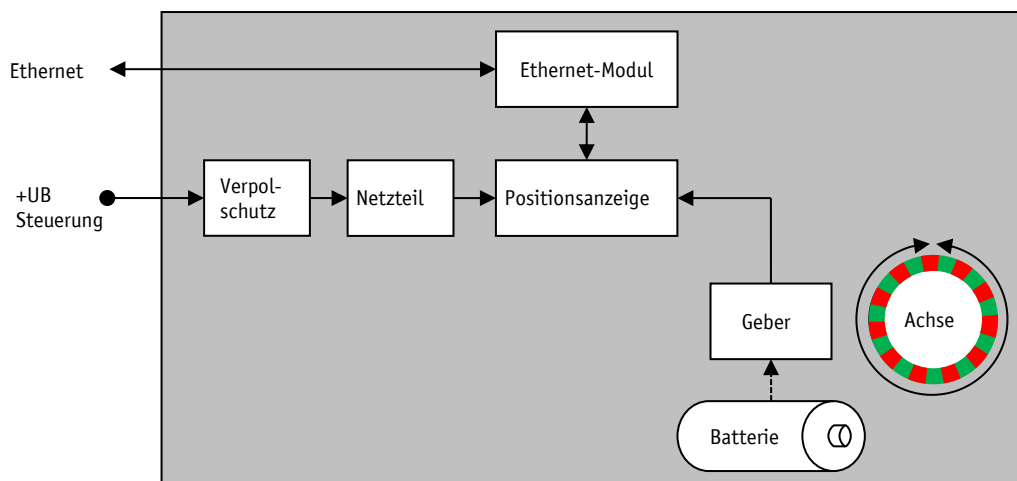 Ethernet
Ethernet-Modul
+UB
Steuerung
Verpol-
schutz
Netzteil
Positionsanzeige
Geber
Achse
Batterie